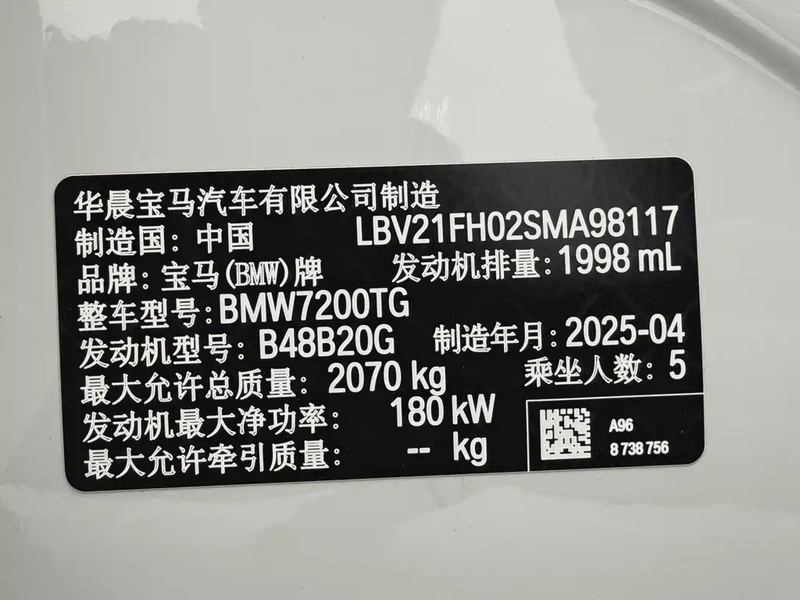 华晨宝马汽车有限公司制造
制造国：中国 LBV21FH02SMA98117
品牌：宝马(BMW)牌 发动机排量：1998 mL
整车型号：BMW7200TG
发动机型号：B48B20G 制造年月：2025-04
最大允许总质量：2070 kg 乘坐人数：5
发动机最大净功率：180 kW
最大允许牵引质量：-- kg
A96
8 738 756